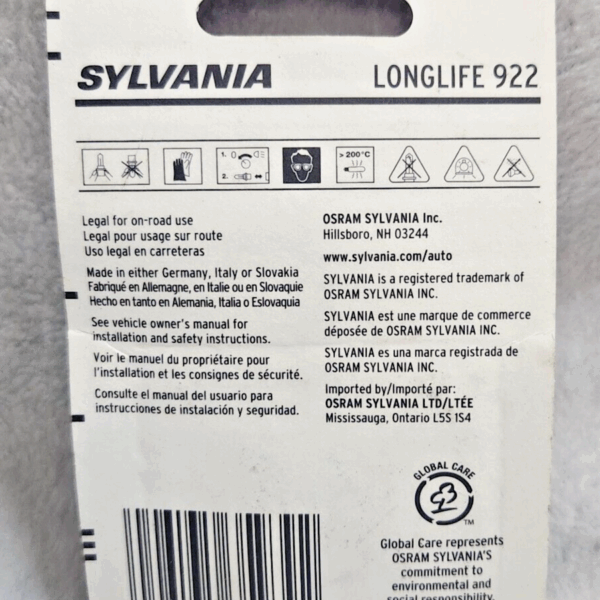 SYLVANIA
LONGLIFE 922
1.
2.
> 200°C
Legal for on-road use
Legal pour usage sur route
Uso legal en carreteras
Made in either Germany, Italy or Slovakia
Fabriqué en Allemagne, en Italie ou en Slovaquie
Hecho en tanto en Alemania, Italia o Eslovaquia
See vehicle owner's manual for
installation and safety instructions.
Voir le manuel du propriétaire pour
l'installation et les consignes de sécurité.
Consulte el manual del usuario para
instrucciones de instalación y seguridad.
OSRAM SYLVANIA Inc.
Hillsboro, NH 03244
www.sylvania.com/auto
SYLVANIA is a registered trademark of
OSRAM SYLVANIA INC.
SYLVANIA est une marque de commerce
déposée de OSRAM SYLVANIA INC.
SYLVANIA es una marca registrada de
OSRAM SYLVANIA INC.
Imported by/Importé par:
OSRAM SYLVANIA LTD/LTÉE
Mississauga, Ontario L5S 1S4
GLOBAL CARE
TM
Global Care represents
OSRAM SYLVANIA'S
commitment to
environmental and
social responsibility.